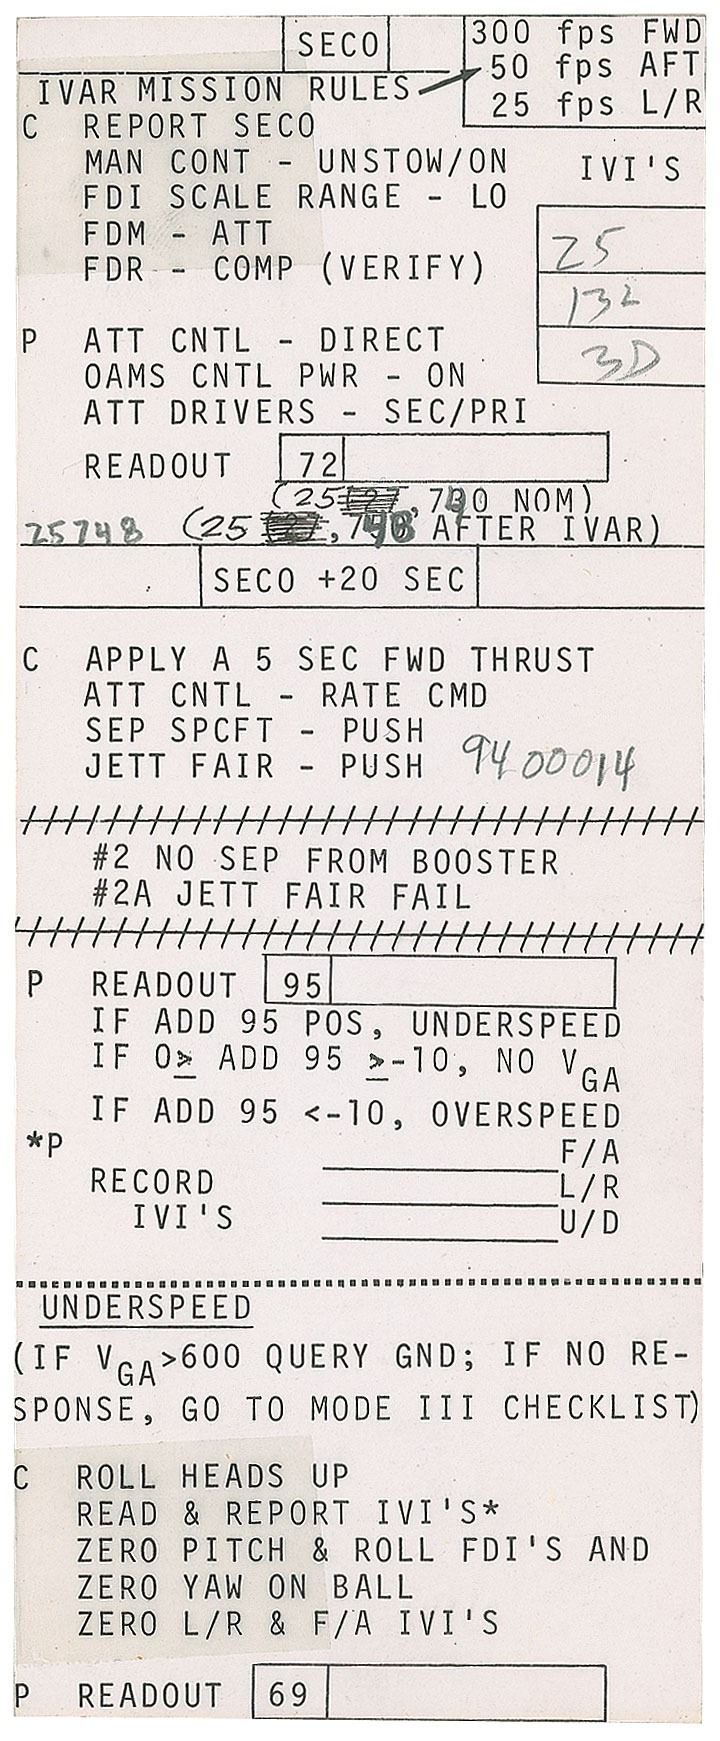 SECO
300 fps FWD
50 fps AFT
25 fps L/R
IVAR MISSION RULES
C REPORT SECO
MAN CONT - UNSTOW/ON
FDI SCALE RANGE - LO
FDM - ATT
FDR - COMP (VERIFY)
IVI'S
25
132
3D
P ATT CNTL - DIRECT
OAMS CNTL PWR - ON
ATT DRIVERS - SEC/PRI
READOUT 72
(25 , 740 NOM)
25748 (25 , 748 AFTER IVAR)
SECO +20 SEC
C APPLY A 5 SEC FWD THRUST
ATT CNTL - RATE CMD
SEP SPCFT - PUSH
JETT FAIR - PUSH 9400014
#2 NO SEP FROM BOOSTER
#2A JETT FAIR FAIL
P READOUT 95
IF ADD 95 POS, UNDERSPEED
IF 0≥ ADD 95 ≥-10, NO VGA
IF ADD 95 <-10, OVERSPEED
*P F/A
RECORD L/R
IVI'S U/D
UNDERSPEED
(IF VGA>600 QUERY GND; IF NO RE-
SPONSE, GO TO MODE III CHECKLIST)
C ROLL HEADS UP
READ & REPORT IVI'S*
ZERO PITCH & ROLL FDI'S AND
ZERO YAW ON BALL
ZERO L/R & F/A IVI'S
P READOUT 69